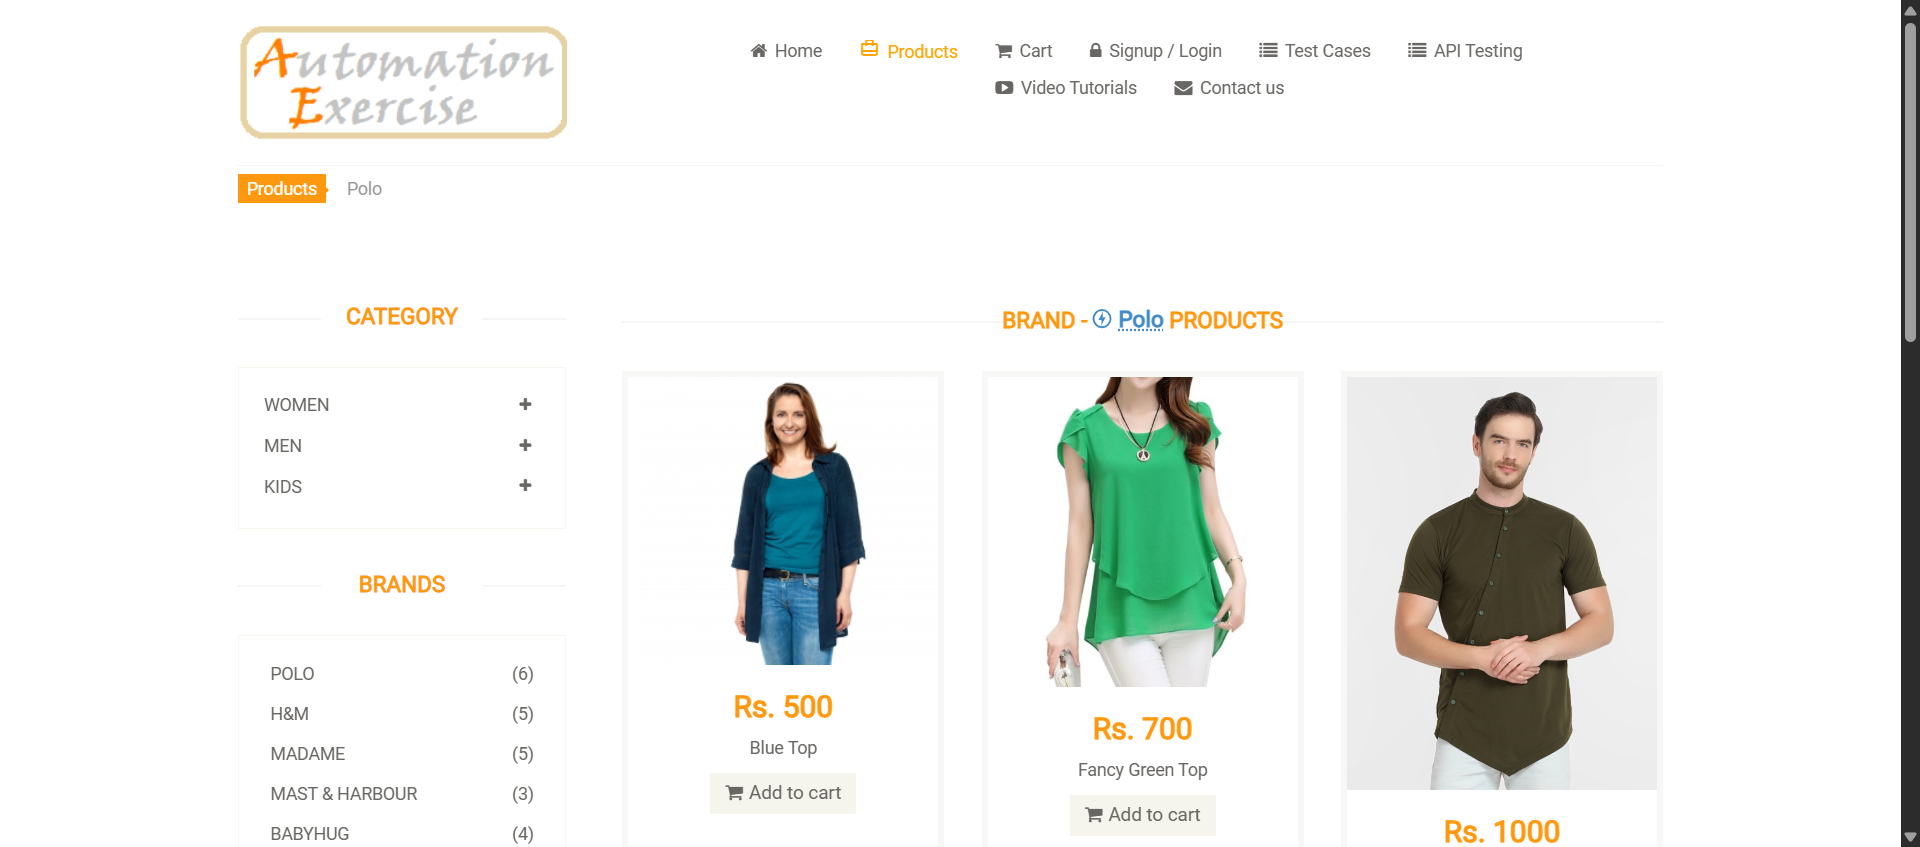 Automation
Exercise
Home
Products
Cart
Signup / Login
Test Cases
API Testing
Video Tutorials
Contact us
Products
Polo
CATEGORY
WOMEN
MEN
KIDS
BRANDS
POLO (6)
H&M (5)
MADAME (5)
MAST & HARBOUR (3)
BABYHUG (4)
BRAND - Polo PRODUCTS
Rs. 500
Blue Top
Add to cart
Rs. 700
Fancy Green Top
Add to cart
Rs. 1000